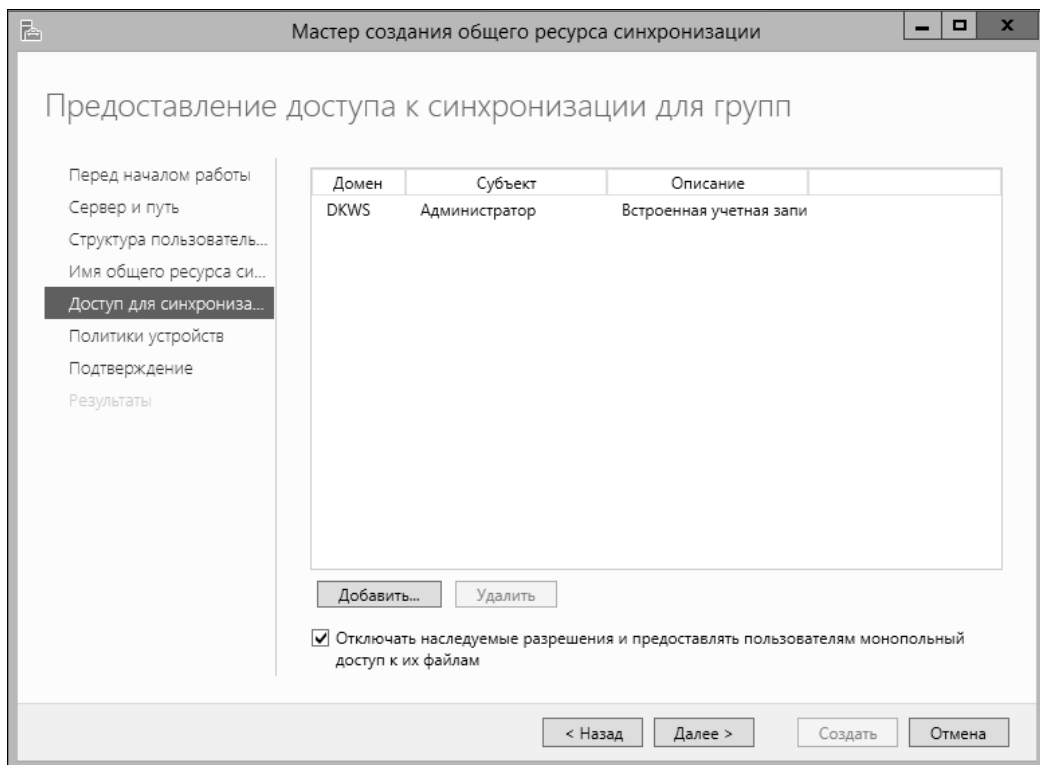 Мастер создания общего ресурса синхронизации
Предоставление доступа к синхронизации для групп
Перед началом работы
Сервер и путь
Структура пользователь...
Имя общего ресурса си...
Доступ для синхрониза...
Политики устройств
Подтверждение
Результаты
Домен Субъект Описание
DKWS Администратор Встроенная учетная запи
Добавить... Удалить
Отключать наследуемые разрешения и предоставлять пользователям монопольный
доступ к их файлам
< Назад Далее > Создать Отмена